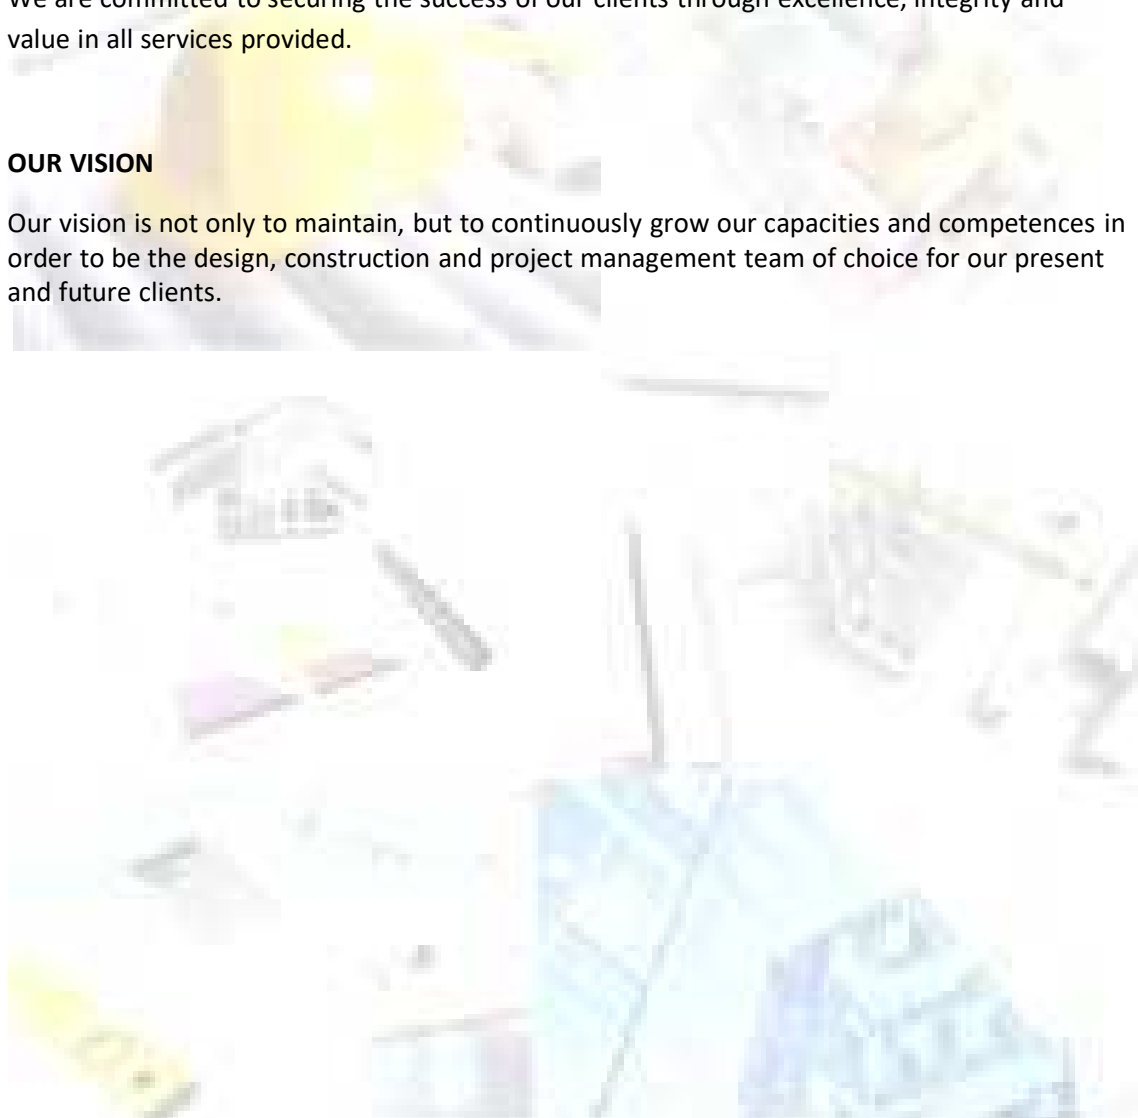 We are committed to securing the success of our clients through excellence, integrity and
value in all services provided.
OUR VISION
Our vision is not only to maintain, but to continuously grow our capacities and competences in
order to be the design, construction and project management team of choice for our present
and future clients.